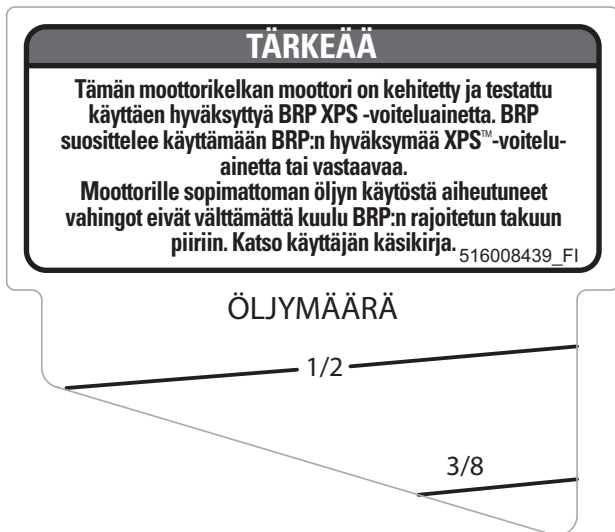 TÄRKEÄÄ
Tämän moottorikelkan moottori on kehitetty ja testattu
käyttäen hyväksyttyä BRP XPS -voiteluainetta. BRP
suosittelee käyttämään BRP:n hyväksymää XPS™-voitelu-
ainetta tai vastaavaa.
Moottorille sopimattoman öljyn käytöstä aiheutuneet
vahingot eivät välttämättä kuulu BRP:n rajoitetun takuun
piiriin. Katso käyttäjän käsikirja.
516008439_FI
ÖLJYMÄÄRÄ
1/2
3/8